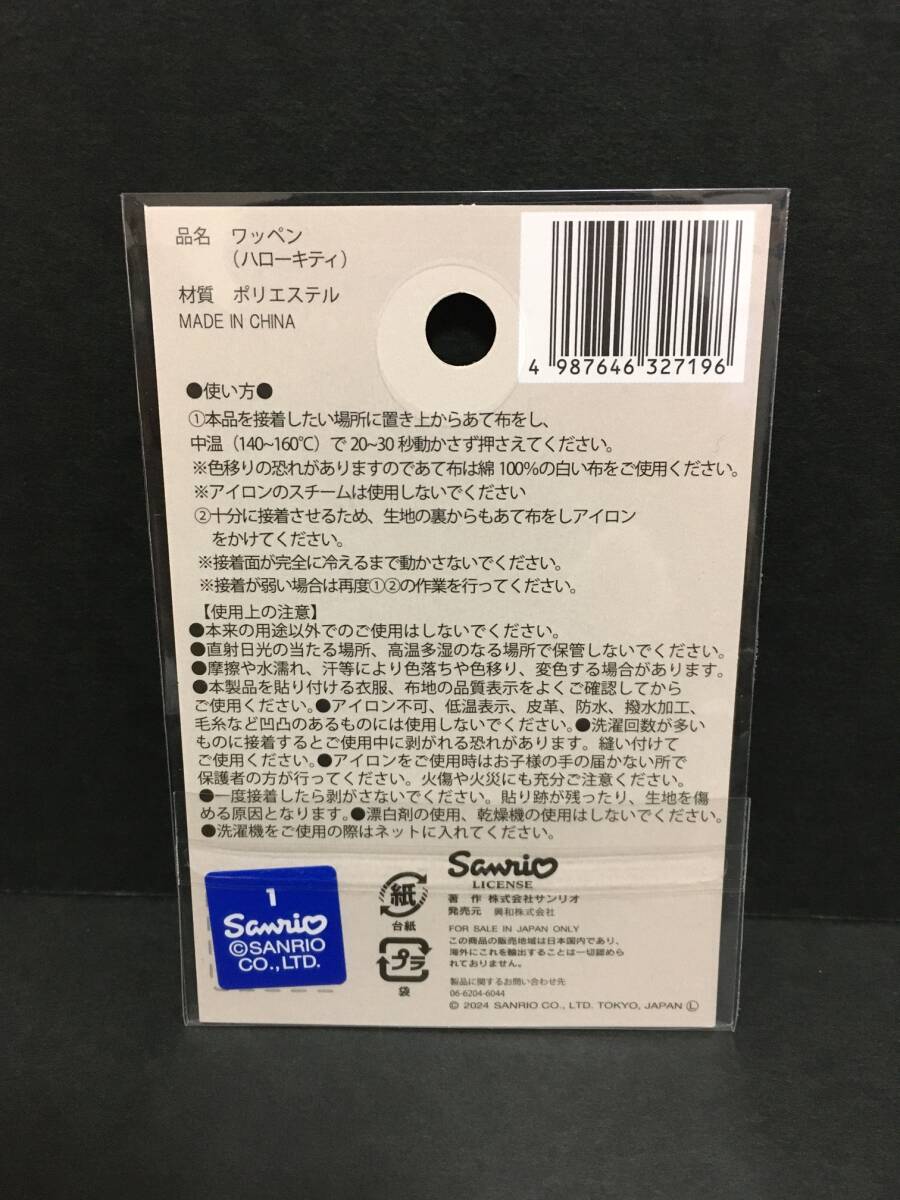 品名 ワッペン
（ハローキティ）
材質 ポリエステル
MADE IN CHINA
4 987646 327196
●使い方●
①本品を接着したい場所に置き上からあて布をし、
中温（140~160℃）で20~30秒動かさず押さえてください。
※色移りの恐れがありますのであて布は綿100%の白い布をご使用ください。
※アイロンのスチームは使用しないでください
②十分に接着させるため、生地の裏からもあて布をしアイロン
をかけてください。
※接着面が完全に冷えるまで動かさないでください。
※接着が弱い場合は再度①②の作業を行ってください。
【使用上の注意】
●本来の用途以外でのご使用はしないでください。
●直射日光の当たる場所、高温多湿のなる場所で保管しないでください。
●摩擦や水濡れ、汗等により色落ちや色移り、変色する場合があります。
●本製品を貼り付ける衣服、布地の品質表示をよくご確認してから
ご使用ください。●アイロン不可、低温表示、皮革、防水、撥水加工、
毛糸など凹凸のあるものには使用しないでください。●洗濯回数が多い
ものに接着するとご使用中に剥がれる恐れがあります。縫い付けて
ご使用ください。●アイロンをご使用時はお子様の手の届かない所で
保護者の方が行ってください。火傷や火災にも充分ご注意ください。
●一度接着したら剥がさないでください。貼り跡が残ったり、生地を傷
める原因となります。●漂白剤の使用、乾燥機の使用はしないでください。
●洗濯機をご使用の際はネットに入れてください。
1
Sanrio
©SANRIO
CO.,LTD.
紙
台紙
プラ
袋
Sanrio
LICENSE
著 作 株式会社サンリオ
発売元 興和株式会社
FOR SALE IN JAPAN ONLY
この商品の販売地域は日本国内であり、
海外にこれを輸出することは一切認めら
れておりません。
製品に関するお問い合わせ先
06-6204-6044
© 2024 SANRIO CO., LTD. TOKYO, JAPAN Ⓛ